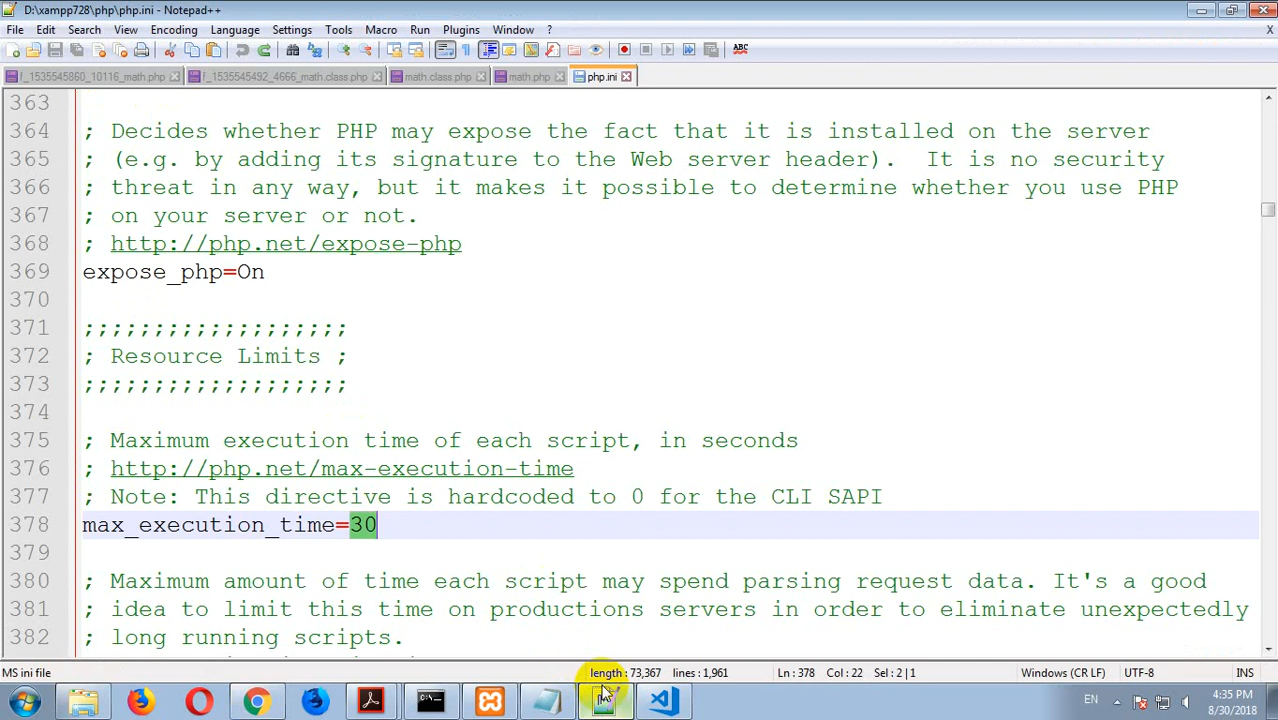 D:\xampp728\php\php.ini - Notepad++
File Edit Search View Encoding Language Settings Tools Macro Run Plugins Window ?
X
ABC
l_1535545860_10116_math.php
l_1535545492_4666_math.class.php
math.class.php
math.php
php.ini
363
364 ; Decides whether PHP may expose the fact that it is installed on the server
365 ; (e.g. by adding its signature to the Web server header).  It is no security
366 ; threat in any way, but it makes it possible to determine whether you use PHP
367 ; on your server or not.
368 ; http://php.net/expose-php
369 expose_php=On
370
371 ;;;;;;;;;;;;;;;;;;;
372 ; Resource Limits ;
373 ;;;;;;;;;;;;;;;;;;;
374
375 ; Maximum execution time of each script, in seconds
376 ; http://php.net/max-execution-time
377 ; Note: This directive is hardcoded to 0 for the CLI SAPI
378 max_execution_time=30
379
380 ; Maximum amount of time each script may spend parsing request data. It's a good
381 ; idea to limit this time on productions servers in order to eliminate unexpectedly
382 ; long running scripts.
MS ini file length : 73,367 lines : 1,961 Ln : 378 Col : 22 Sel : 2 | 1 Windows (CR LF) UTF-8 INS
EN
4:35 PM
8/30/2018